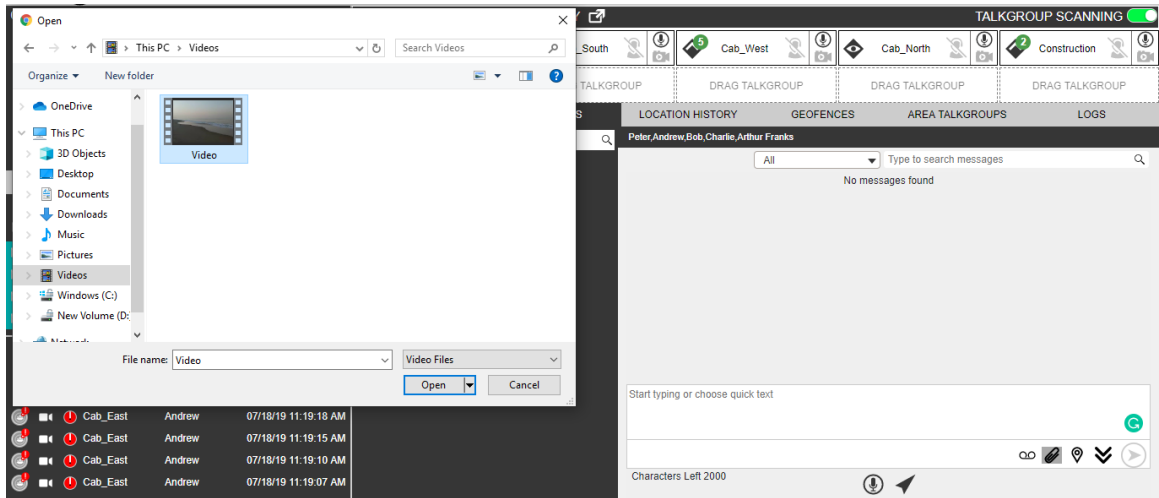 Open
TALKGROUP SCANNING
This PC
Videos
Search Videos
_South
5
Cab_West
Cab_North
2
Construction
Organize
New folder
TALKGROUP
DRAG TALKGROUP
DRAG TALKGROUP
DRAG TALKGROUP
OneDrive
This PC
3D Objects
Desktop
Documents
Downloads
Music
Pictures
Videos
Windows (C:)
New Volume (D:
Video
S
LOCATION HISTORY
GEOFENCES
AREA TALKGROUPS
LOGS
Peter,Andrew,Bob,Charlie,Arthur Franks
All
Type to search messages
No messages found
File name:
Video
Video Files
Open
Cancel
Start typing or choose quick text
Characters Left 2000
Cab_East Andrew 07/18/19 11:19:18 AM
Cab_East Andrew 07/18/19 11:19:15 AM
Cab_East Andrew 07/18/19 11:19:10 AM
Cab_East Andrew 07/18/19 11:19:07 AM